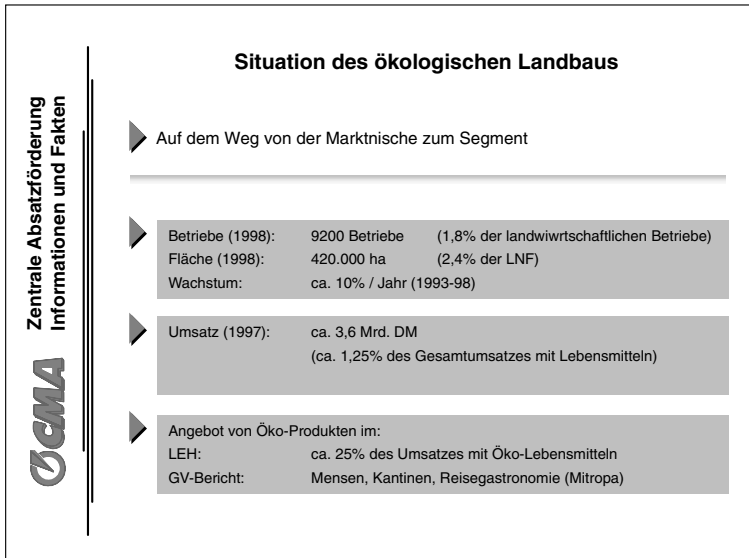 Situation des ökologischen Landbaus
Zentrale Absatzförderung
Informationen und Fakten
CMA
Auf dem Weg von der Marktnische zum Segment
Betriebe (1998): 9200 Betriebe (1,8% der landwiwrtschaftlichen Betriebe)
Fläche (1998): 420.000 ha (2,4% der LNF)
Wachstum: ca. 10% / Jahr (1993-98)
Umsatz (1997): ca. 3,6 Mrd. DM
(ca. 1,25% des Gesamtumsatzes mit Lebensmitteln)
Angebot von Öko-Produkten im:
LEH: ca. 25% des Umsatzes mit Öko-Lebensmitteln
GV-Bericht: Mensen, Kantinen, Reisegastronomie (Mitropa)